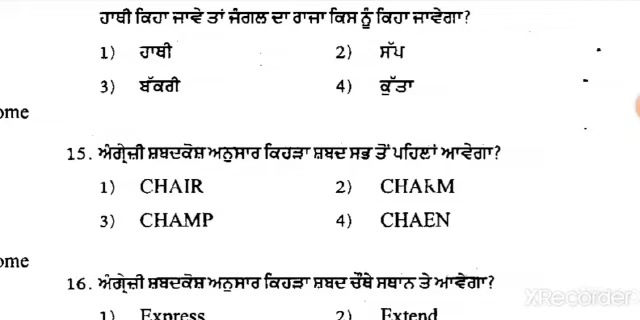 ਹਾਥੀ ਕਿਹਾ ਜਾਵੇ ਤਾਂ ਜੰਗਲ ਦਾ ਰਾਜਾ ਕਿਸ ਨੂੰ ਕਿਹਾ ਜਾਵੇਗਾ?
1) ਹਾਥੀ 2) ਸੱਪ
3) ਬੱਕਰੀ 4) ਕੁੱਤਾ
ome
15. ਅੰਗ੍ਰੇਜ਼ੀ ਸ਼ਬਦਕੋਸ਼ ਅਨੁਸਾਰ ਕਿਹੜਾ ਸ਼ਬਦ ਸਭ ਤੋਂ ਪਹਿਲਾਂ ਆਵੇਗਾ?
1) CHAIR 2) CHARM
3) CHAMP 4) CHAEN
ome
16. ਅੰਗ੍ਰੇਜ਼ੀ ਸ਼ਬਦਕੋਸ਼ ਅਨੁਸਾਰ ਕਿਹੜਾ ਸ਼ਬਦ ਚੌਥੇ ਸਥਾਨ ਤੇ ਆਵੇਗਾ?
1) Express 2) Extend
XRecorder